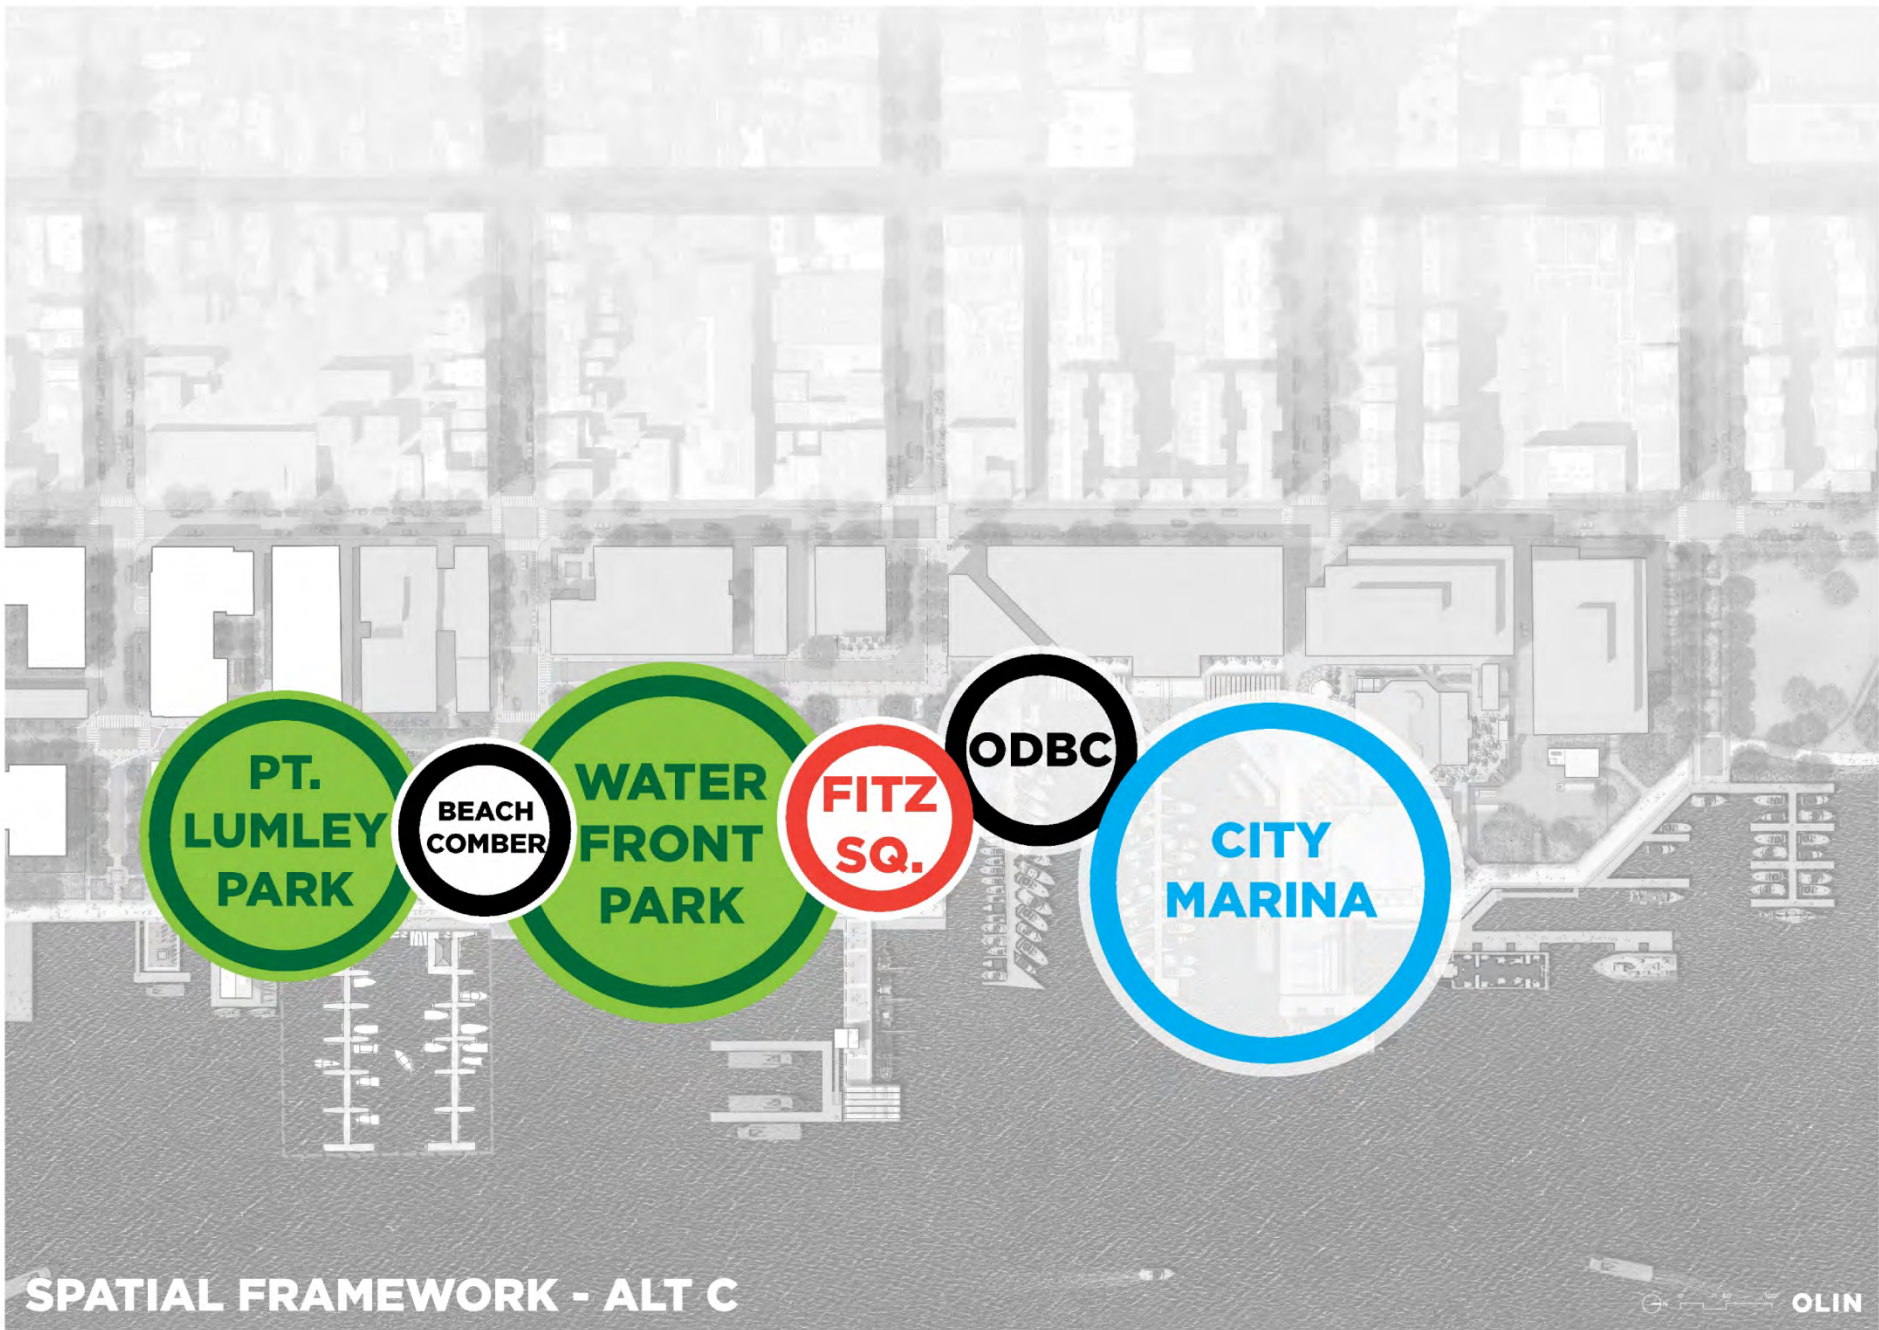 PT.
LUMLEY
PARK
BEACH
COMBER
WATER
FRONT
PARK
FITZ
SQ.
ODBC
CITY
MARINA
SPATIAL FRAMEWORK - ALT C
OLIN